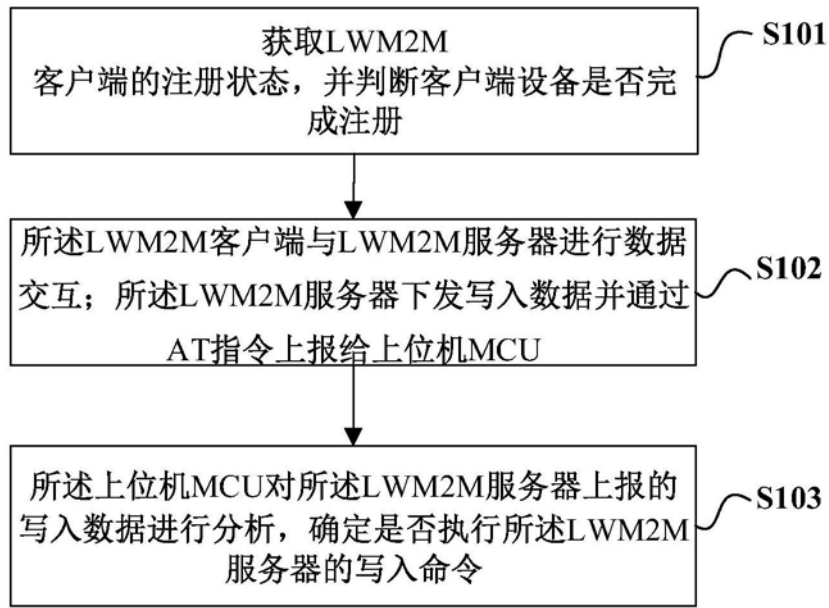 获取LWM2M
客户端的注册状态，并判断客户端设备是否完
成注册
S101
所述LWM2M客户端与LWM2M服务器进行数据
交互；所述LWM2M服务器下发写入数据并通过
AT指令上报给上位机MCU
S102
所述上位机MCU对所述LWM2M服务器上报的
写入数据进行分析，确定是否执行所述LWM2M
服务器的写入命令
S103